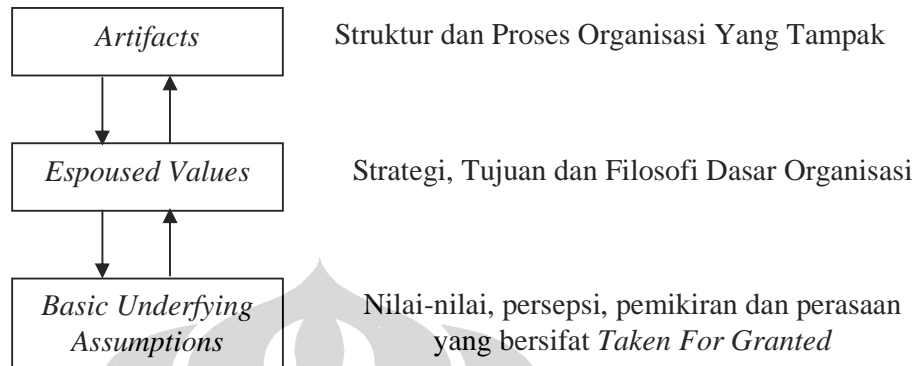 Artifacts
Struktur dan Proses Organisasi Yang Tampak
Espoused Values
Strategi, Tujuan dan Filosofi Dasar Organisasi
Basic Underfying
Assumptions
Nilai-nilai, persepsi, pemikiran dan perasaan
yang bersifat Taken For Granted